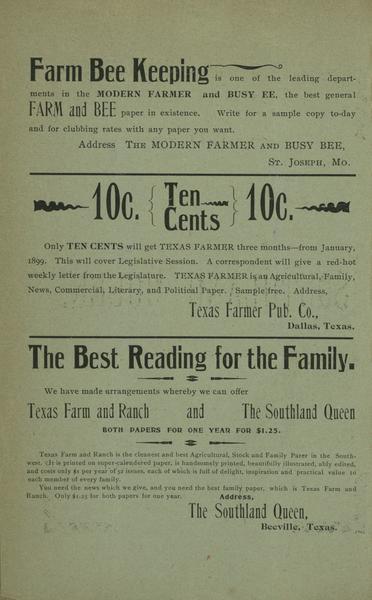 Farm Bee Keeping is one of the leading depart-
ments in the MODERN FARMER and BUSY EE, the best general
FARM and BEE paper in existence. Write for a sample copy to-day
and for clubbing rates with any paper you want.
Address THE MODERN FARMER AND BUSY BEE,
ST. JOSEPH, MO.
10c. { Ten Cents } 10c.
Only TEN CENTS will get TEXAS FARMER three months—from January,
1899. This will cover Legislative Session. A correspondent will give a red-hot
weekly letter from the Legislature. TEXAS FARMER is an Agricultural, Family,
News, Commercial, Literary, and Political Paper. Sample free. Address,
Texas Farmer Pub. Co.,
Dallas, Texas.
The Best Reading for the Family.
We have made arrangements whereby we can offer
Texas Farm and Ranch and The Southland Queen
BOTH PAPERS FOR ONE YEAR FOR $1.25.
Texas Farm and Ranch is the cleanest and best Agricultural, Stock and Family Parer in the South-
west. It is printed on super-calendered paper, is handsomely printed, beautifully illustrated, ably edited,
and costs only $1 per year of 52 issues, each of which is full of delight, inspiration and practical value to
each member of every family.
You need the news which we give, and you need the best family paper, which is Texas Farm and
Ranch. Only $1.25 for both papers for one year. Address,
The Southland Queen,
Beeville, Texas.